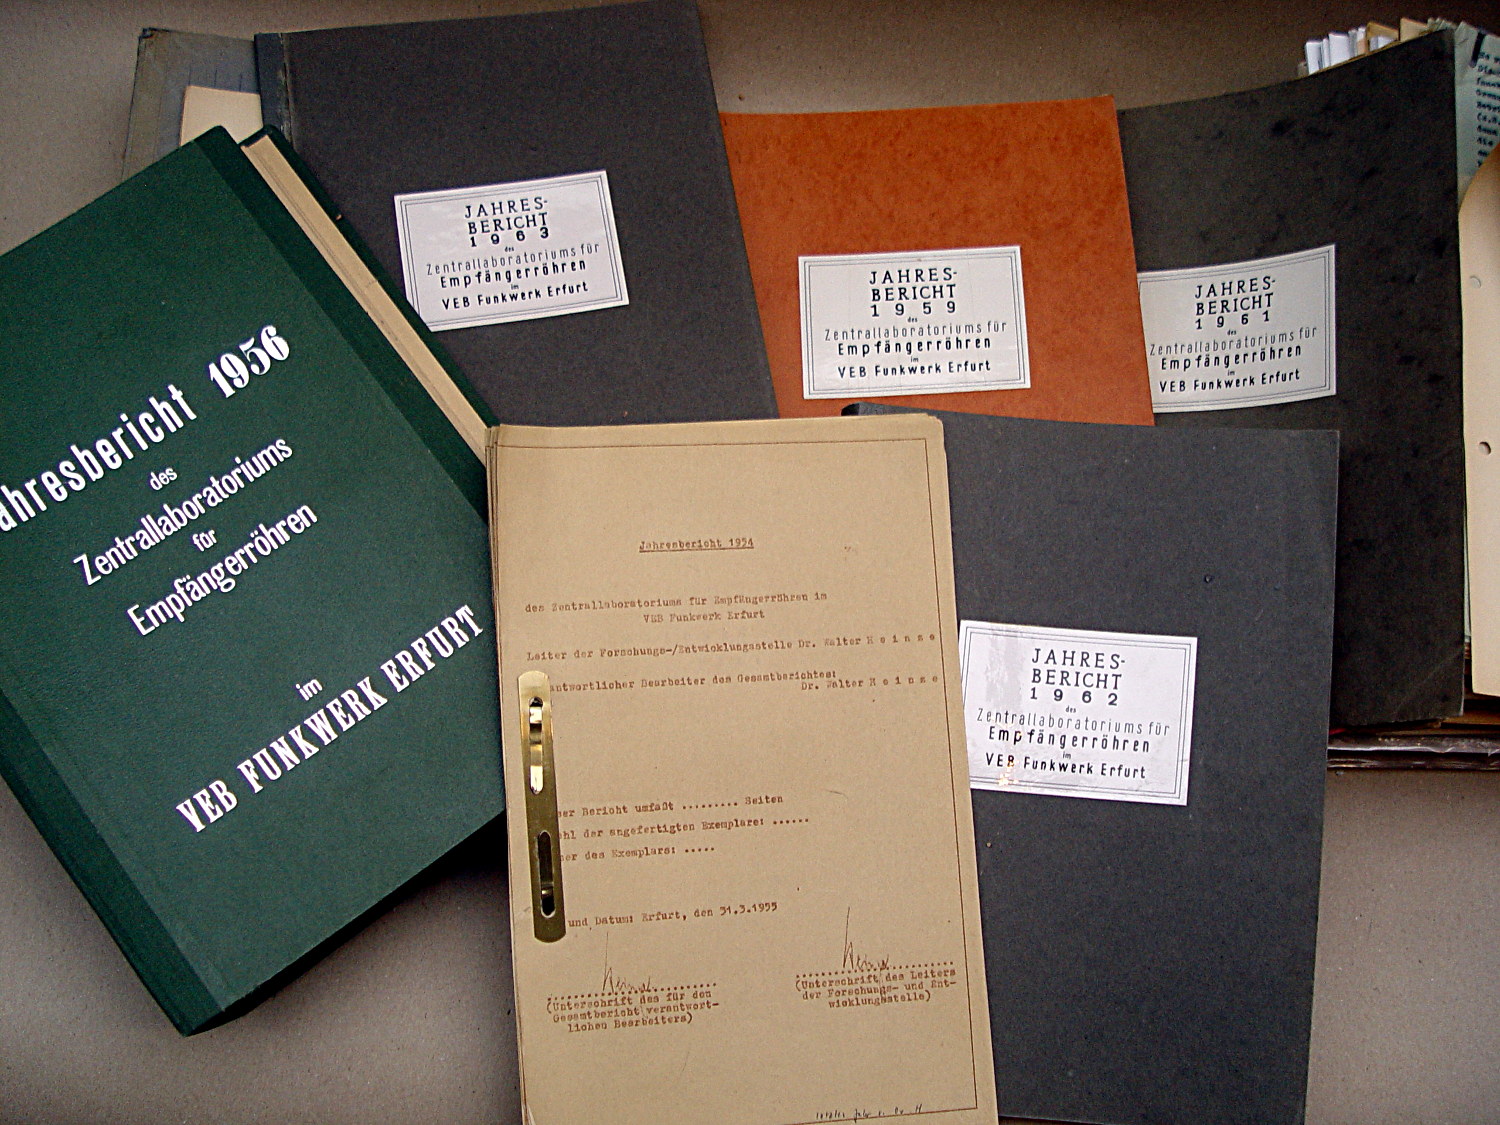 ahresbericht 1956
des
Zentrallaboratoriums
für
Empfängerröhren
im
VEB FUNKWERK ERFURT
JAHRES-
BERICHT
1963
des
Zentrallaboratoriums für
Empfängerröhren
im
VEB Funkwerk Erfurt
JAHRES-
BERICHT
1959
des
Zentrallaboratoriums für
Empfängerröhren
im
VEB Funkwerk Erfurt
JAHRES-
BERICHT
1961
des
Zentrallaboratoriums für
Empfängerröhren
im
VEB Funkwerk Erfurt
Jahresbericht 1954
des Zentrallaboratoriums für Empfängerröhren im
VEB Funkwerk Erfurt
Leiter der Forschungs-/Entwicklungsstelle Dr. Walter H e i n z e
antwortlicher Bearbeiter des Gesamtberichtes:
Dr. Walter H e i n z e
ser Bericht umfaßt ......... Seiten
hl der angefertigten Exemplare: ......
mer des Exemplars: .....
und Datum: Erfurt, den 31.3.1955
(Unterschrift des für den
Gesamtbericht verantwort-
lichen Bearbeiters)
(Unterschrift des Leiters
der Forschungs- und Ent-
wicklungsstelle)
JAHRES-
BERICHT
1962
des
Zentrallaboratoriums für
Empfängerröhren
im
VEB Funkwerk Erfurt